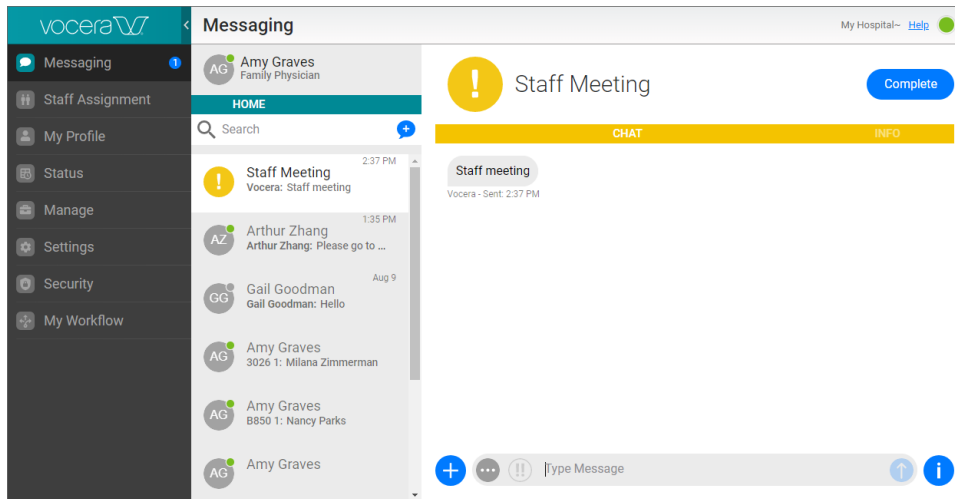 vocera
Messaging
My Hospital~ Help
Messaging 1
Staff Assignment
My Profile
Status
Manage
Settings
Security
My Workflow
AG
Amy Graves
Family Physician
HOME
Search
2:37 PM
Staff Meeting
Vocera: Staff meeting
1:35 PM
AZ
Arthur Zhang
Arthur Zhang: Please go to ...
Aug 9
GG
Gail Goodman
Gail Goodman: Hello
AG
Amy Graves
3026 1: Milana Zimmerman
AG
Amy Graves
B850 1: Nancy Parks
AG
Amy Graves
! Staff Meeting
Complete
CHAT INFO
Staff meeting
Vocera - Sent: 2:37 PM
Type Message